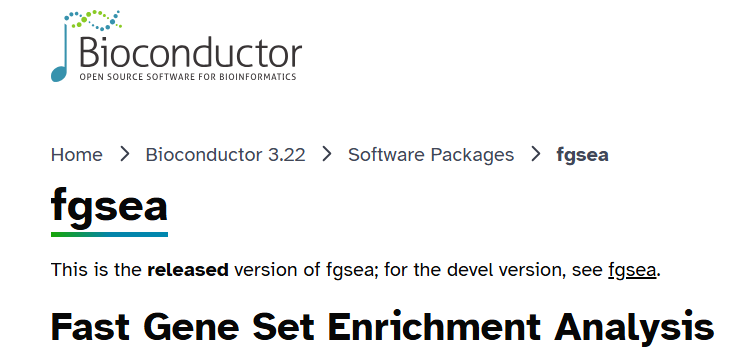 Bioconductor
OPEN SOURCE SOFTWARE FOR BIOINFORMATICS
Home > Bioconductor 3.22 > Software Packages > fgsea
fgsea
This is the released version of fgsea; for the devel version, see fgsea.
Fast Gene Set Enrichment Analysis